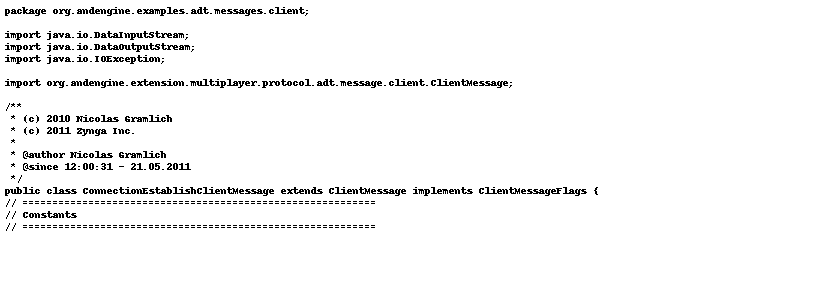 package org.andengine.examples.adt.messages.client;
import java.io.DataInputStream;
import java.io.DataOutputStream;
import java.io.IOException;
import org.andengine.extension.multiplayer.protocol.adt.message.client.ClientMessage;
/**
 * (c) 2010 Nicolas Gramlich
 * (c) 2011 Zynga Inc.
 *
 * @author Nicolas Gramlich
 * @since 12:00:31 - 21.05.2011
 */
public class ConnectionEstablishClientMessage extends ClientMessage implements ClientMessageFlags {
// ===========================================================
// Constants
// ===========================================================